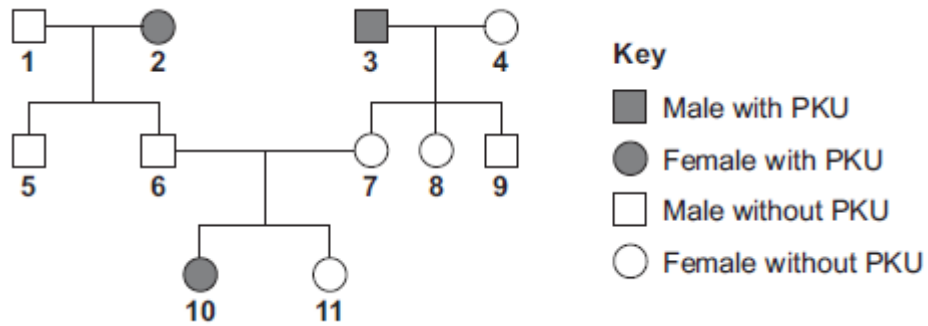 1 2 3 4
Key
Male with PKU
Female with PKU
Male without PKU
Female without PKU
5 6 7 8 9
10 11